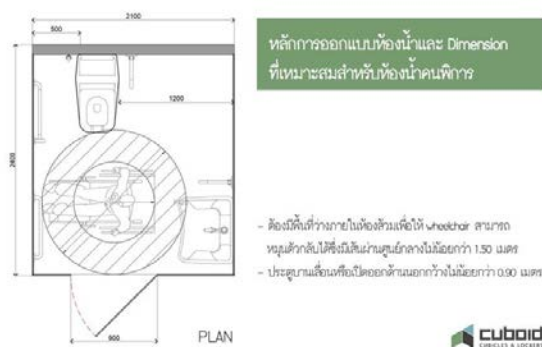 2100
500
1200
2400
900
PLAN
หลักการออกแบบห้องน้ำและ Dimension
ที่เหมาะสมสำหรับห้องน้ำคนพิการ
- ต้องมีพื้นที่ว่างภายในห้องส้วมเพื่อให้ wheelchair สามารถ
หมุนตัวกลับได้ซึ่งมีเส้นผ่านศูนย์กลางไม่น้อยกว่า 1.50 เมตร
- ประตูบานเลื่อนหรือเปิดออกด้านนอกกว้างไม่น้อยกว่า 0.90 เมตร
cuboid
CUBICLES & LOCKERS